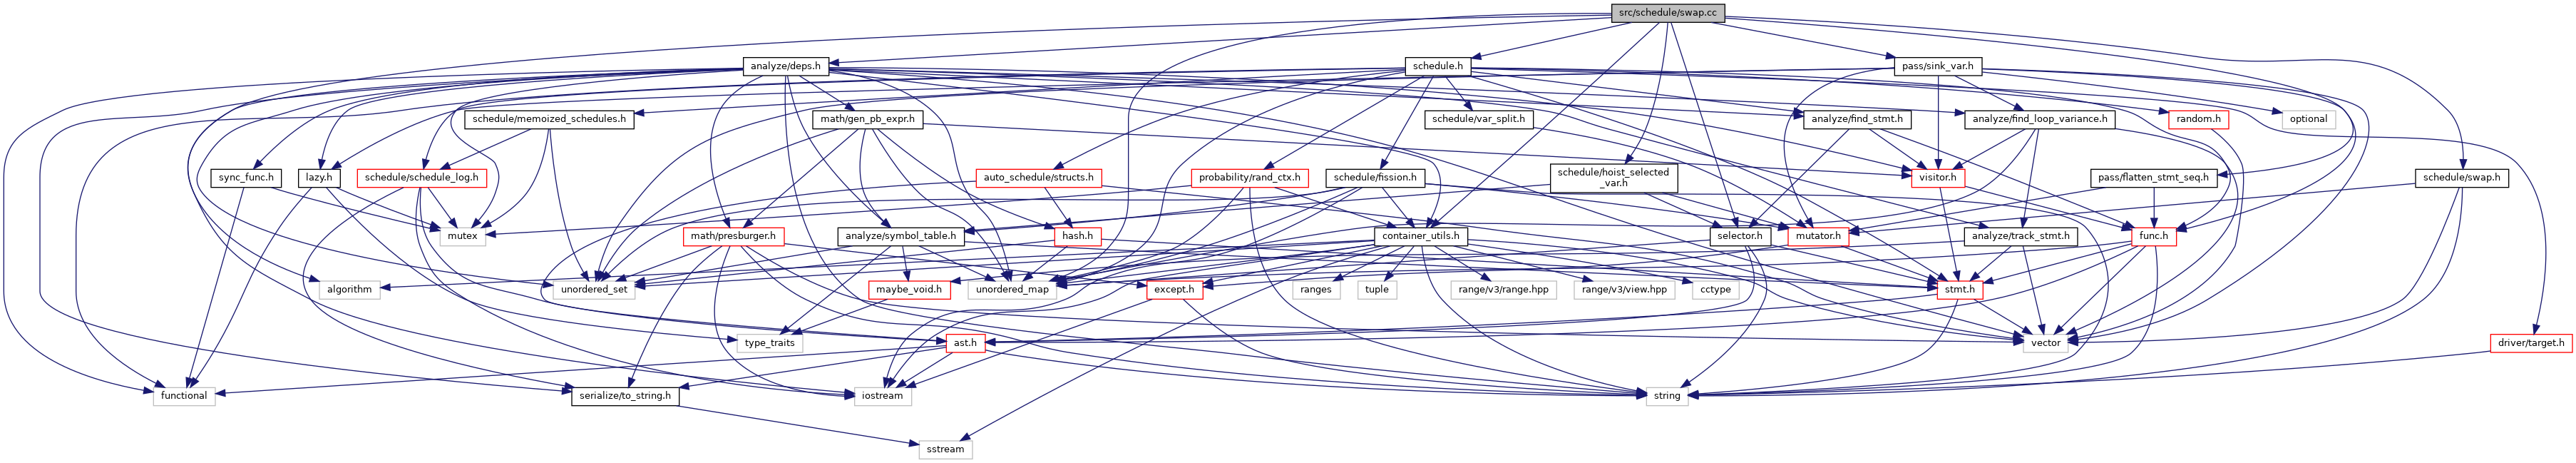 src/schedule/swap.cc
analyze/deps.h
schedule.h
pass/sink_var.h
schedule/memoized_schedules.h
math/gen_pb_expr.h
schedule/var_split.h
analyze/find_stmt.h
analyze/find_loop_variance.h
random.h
optional
sync_func.h
lazy.h
schedule/schedule_log.h
auto_schedule/structs.h
probability/rand_ctx.h
schedule/fission.h
schedule/hoist_selected
_var.h
visitor.h
pass/flatten_stmt_seq.h
schedule/swap.h
mutex
math/presburger.h
analyze/symbol_table.h
hash.h
container_utils.h
selector.h
mutator.h
analyze/track_stmt.h
func.h
algorithm
unordered_set
maybe_void.h
unordered_map
except.h
ranges
tuple
range/v3/range.hpp
range/v3/view.hpp
cctype
stmt.h
type_traits
ast.h
vector
driver/target.h
functional
serialize/to_string.h
iostream
string
sstream